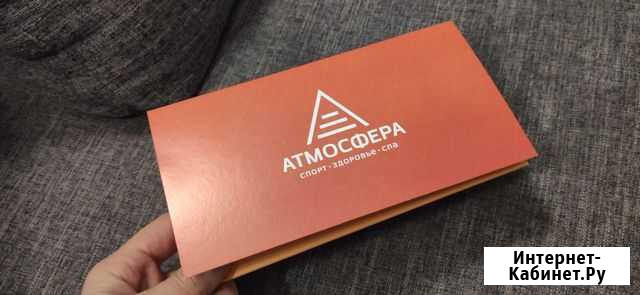 АТМОСФЕРА
СПОРТ·ЗДОРОВЬЕ·СПА
Интернет-
Кабинет.Ру